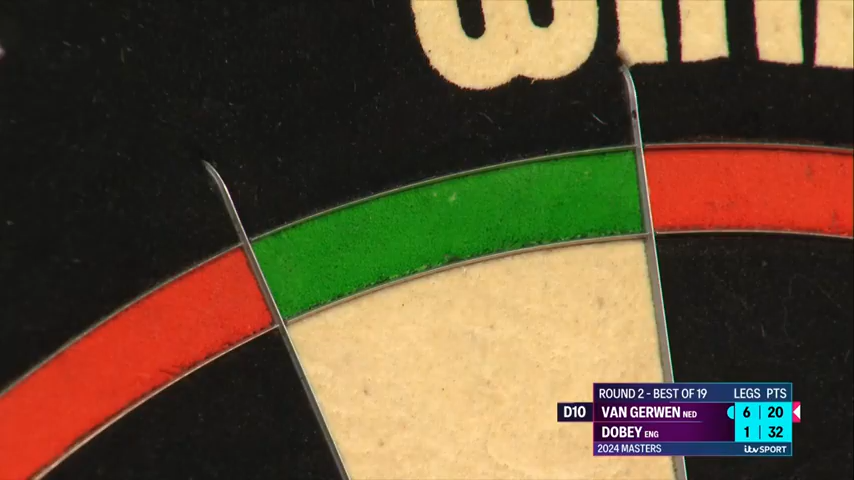 ROUND 2 - BEST OF 19 LEGS PTS
D10 VAN GERWEN NED 6 20
DOBEY ENG 1 32
2024 MASTERS itv SPORT